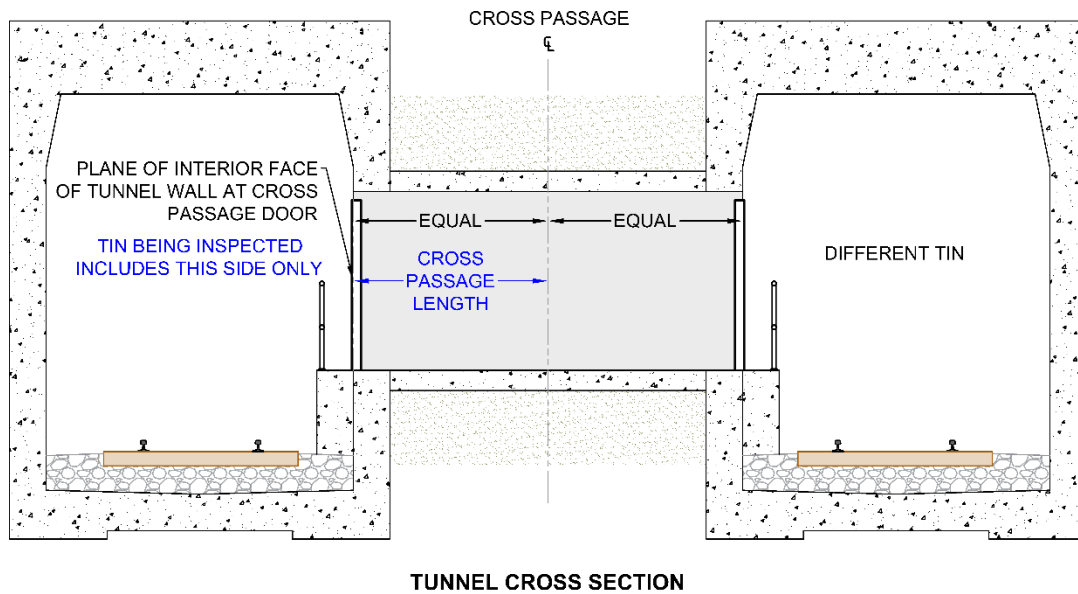 CROSS PASSAGE
℄
PLANE OF INTERIOR FACE
OF TUNNEL WALL AT CROSS
PASSAGE DOOR
TIN BEING INSPECTED
INCLUDES THIS SIDE ONLY
EQUAL
EQUAL
CROSS
PASSAGE
LENGTH
DIFFERENT TIN
TUNNEL CROSS SECTION